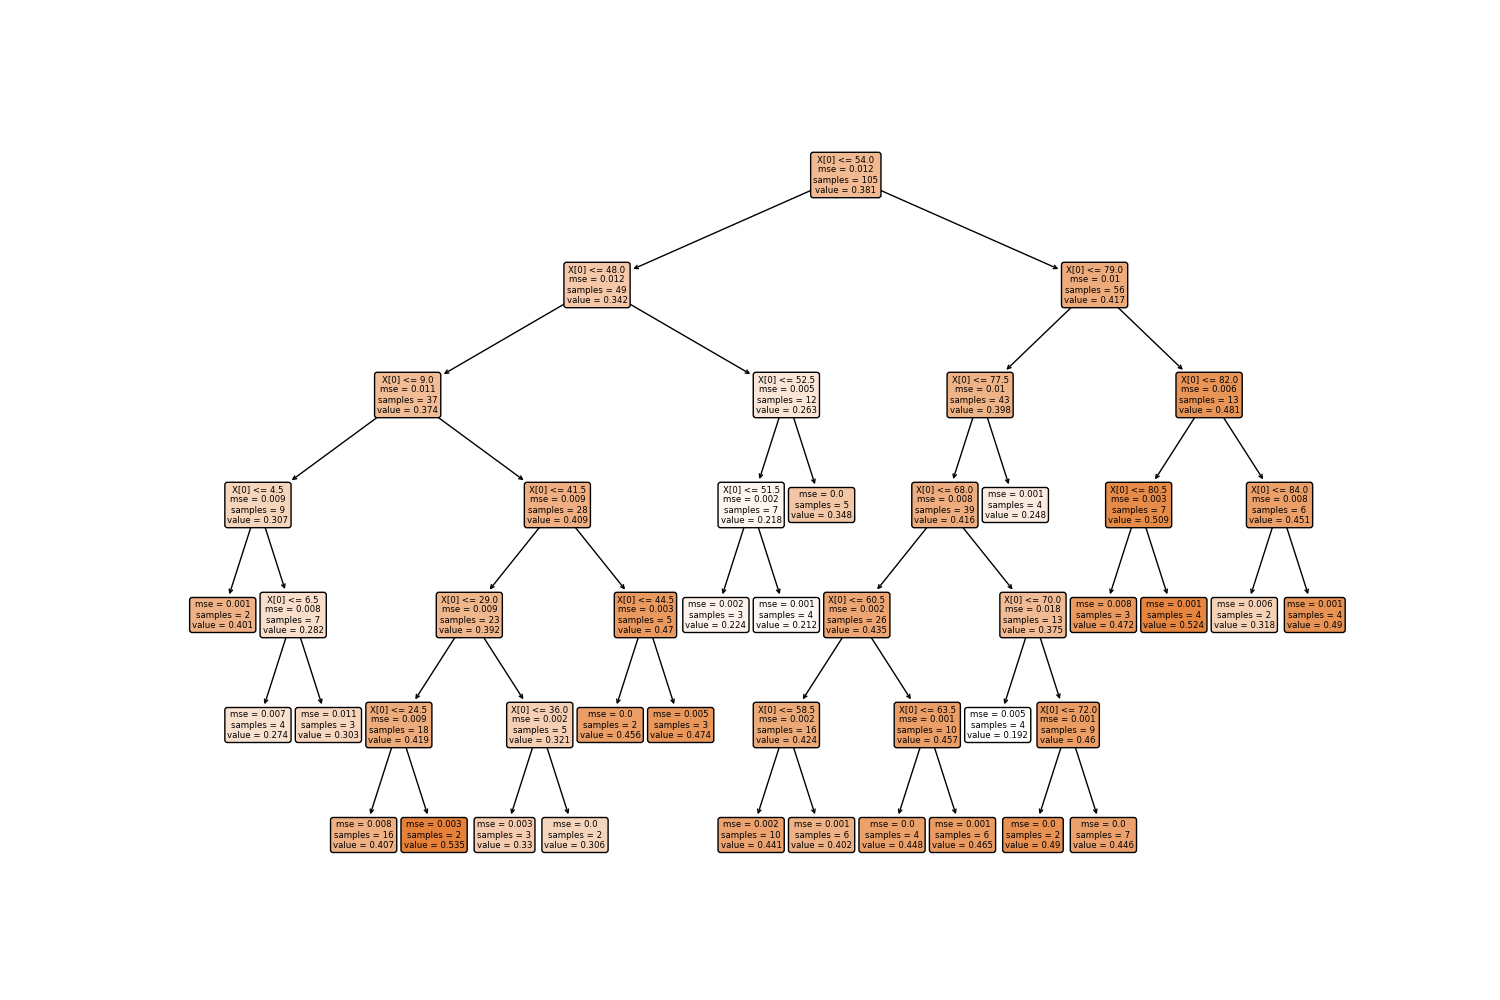 X[0] <= 54.0
mse = 0.012
samples = 105
value = 0.381
X[0] <= 48.0
mse = 0.012
samples = 49
value = 0.342
X[0] <= 79.0
mse = 0.01
samples = 56
value = 0.417
X[0] <= 9.0
mse = 0.011
samples = 37
value = 0.374
X[0] <= 52.5
mse = 0.005
samples = 12
value = 0.263
X[0] <= 77.5
mse = 0.01
samples = 43
value = 0.398
X[0] <= 82.0
mse = 0.006
samples = 13
value = 0.481
X[0] <= 4.5
mse = 0.009
samples = 9
value = 0.307
X[0] <= 41.5
mse = 0.009
samples = 28
value = 0.409
X[0] <= 51.5
mse = 0.002
samples = 7
value = 0.218
mse = 0.0
samples = 5
value = 0.348
X[0] <= 68.0
mse = 0.008
samples = 39
value = 0.416
mse = 0.001
samples = 4
value = 0.248
X[0] <= 80.5
mse = 0.003
samples = 7
value = 0.509
X[0] <= 84.0
mse = 0.008
samples = 6
value = 0.451
mse = 0.001
samples = 2
value = 0.401
X[0] <= 6.5
mse = 0.008
samples = 7
value = 0.282
X[0] <= 29.0
mse = 0.009
samples = 23
value = 0.392
X[0] <= 44.5
mse = 0.003
samples = 5
value = 0.47
mse = 0.002
samples = 3
value = 0.224
mse = 0.001
samples = 4
value = 0.212
X[0] <= 60.5
mse = 0.002
samples = 26
value = 0.435
X[0] <= 70.0
mse = 0.018
samples = 13
value = 0.375
mse = 0.008
samples = 3
value = 0.472
mse = 0.001
samples = 4
value = 0.524
mse = 0.006
samples = 2
value = 0.318
mse = 0.001
samples = 4
value = 0.49
mse = 0.007
samples = 4
value = 0.274
mse = 0.011
samples = 3
value = 0.303
X[0] <= 24.5
mse = 0.009
samples = 18
value = 0.419
X[0] <= 36.0
mse = 0.002
samples = 5
value = 0.321
mse = 0.0
samples = 2
value = 0.456
mse = 0.005
samples = 3
value = 0.474
X[0] <= 58.5
mse = 0.002
samples = 16
value = 0.424
X[0] <= 63.5
mse = 0.001
samples = 10
value = 0.457
mse = 0.005
samples = 4
value = 0.192
X[0] <= 72.0
mse = 0.001
samples = 9
value = 0.46
mse = 0.008
samples = 16
value = 0.407
mse = 0.003
samples = 2
value = 0.535
mse = 0.003
samples = 3
value = 0.33
mse = 0.0
samples = 2
value = 0.306
mse = 0.002
samples = 10
value = 0.441
mse = 0.001
samples = 6
value = 0.402
mse = 0.0
samples = 4
value = 0.448
mse = 0.001
samples = 6
value = 0.465
mse = 0.0
samples = 2
value = 0.49
mse = 0.0
samples = 7
value = 0.446